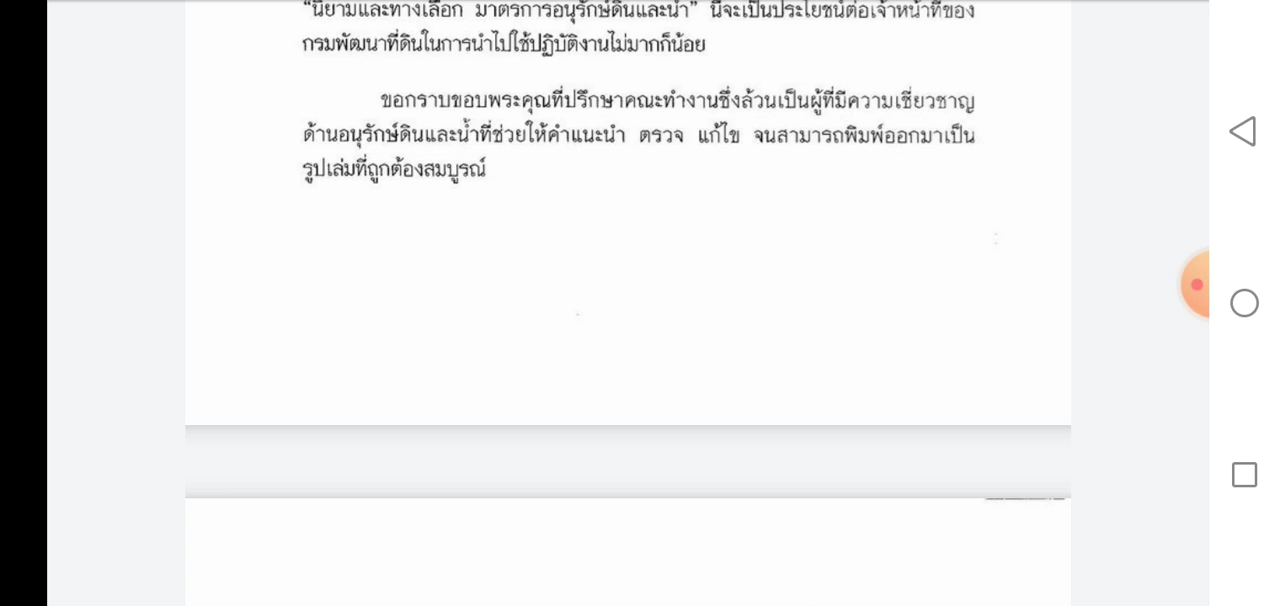 “นิยามและทางเลือก มาตรการอนุรักษ์ดินและน้ำ” นี้จะเป็นประโยชน์ต่อเจ้าหน้าที่ของ
กรมพัฒนาที่ดินในการนำไปใช้ปฏิบัติงานไม่มากก็น้อย
ขอกราบขอบพระคุณที่ปรึกษาคณะทำงานซึ่งล้วนเป็นผู้ที่มีความเชี่ยวชาญ
ด้านอนุรักษ์ดินและน้ำที่ช่วยให้คำแนะนำ ตรวจ แก้ไข จนสามารถพิมพ์ออกมาเป็น
รูปเล่มที่ถูกต้องสมบูรณ์